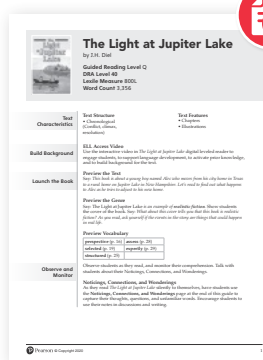 The Light at Jupiter Lake
by J.H. Diel
Guided Reading Level Q
DRA Level 40
Lexile Measure 800L
Word Count 3,356
Text Characteristics
Text Structure
• Chronological
(Conflict, climax,
resolution)
Text Features
• Chapters
• Illustrations
Build Background
ELL Access Video
Use the interactive video in The Light at Jupiter Lake digital leveled reader to
engage students, to support language development, to activate prior knowledge,
and to build background for reading.
Launch the Book
Preview the Text
Say: This book is about a young boy named Alex who moves from his city home in Texas
to a rural home on Jupiter Lake in New Hampshire. Let's read to find out what happens
to Alex as he tries to adjust to his new home.
Preview the Genre
Say: The Light at Jupiter Lake is an example of realistic fiction. Show students
the cover of the book. Say: What about this cover tells you that this book is realistic
fiction? As you read, ask yourself if the events in the story are things that could happen
in real life.
Preview Vocabulary
perspective (p. 16) access (p. 28)
selected (p. 19) expertly (p. 29)
structured (p. 25)
Observe and Monitor
Observe students as they read, and monitor their comprehension. Talk with
students about their Noticings, Connections, and Wonderings.
Noticings, Connections, and Wonderings
As they read The Light at Jupiter Lake silently to themselves, have students use
the Noticings, Connections, and Wonderings page at the end of this guide to
capture their thoughts, questions, and unfamiliar words. Encourage students to
use their notes in discussions and writing.
Pearson © Copyright 2020